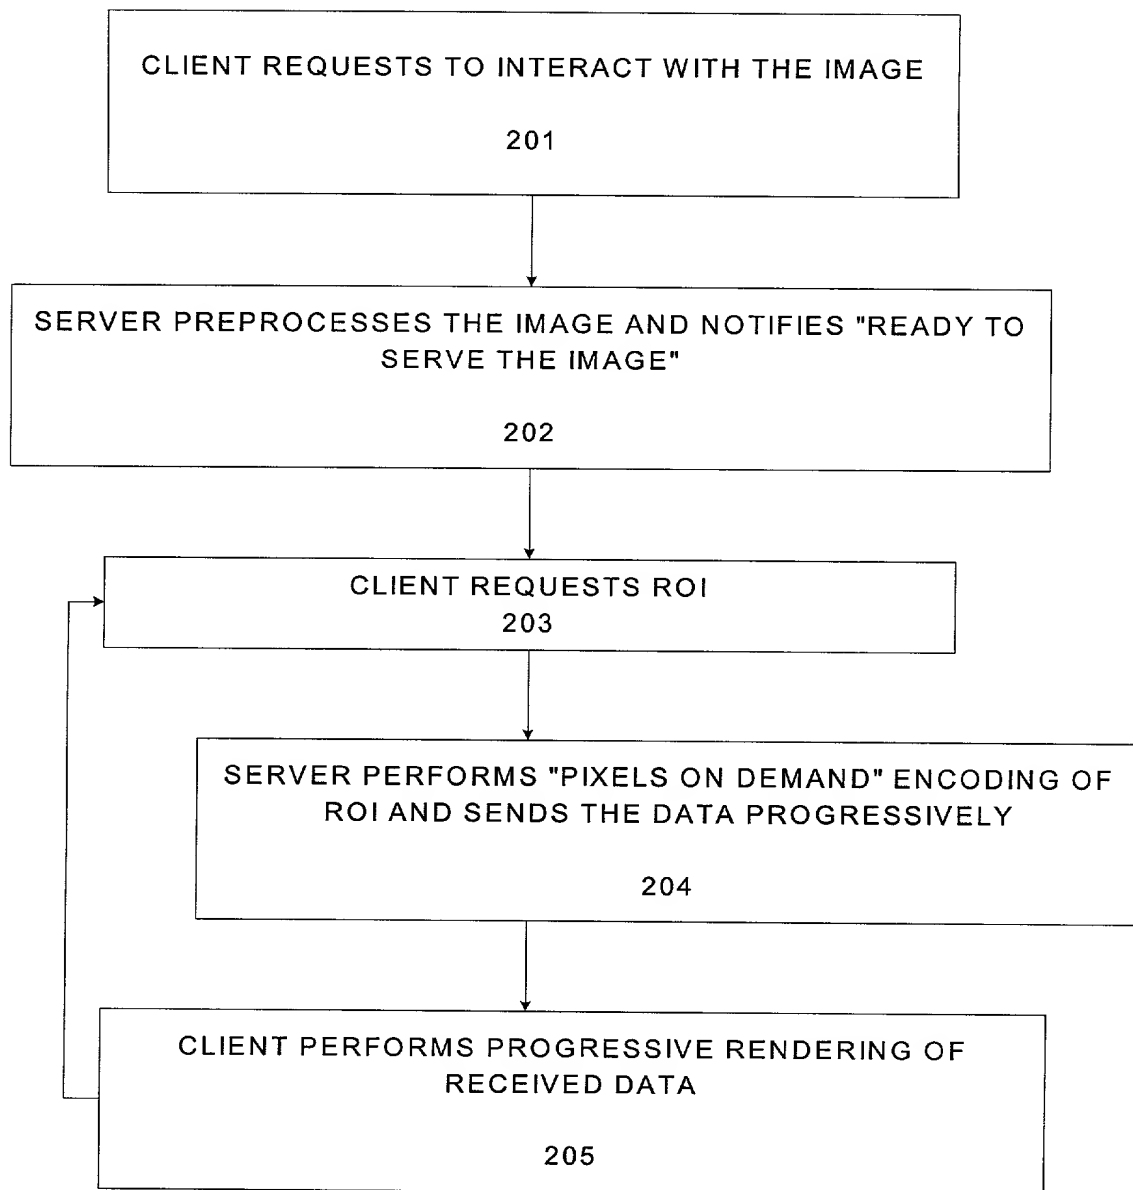 CLIENT REQUESTS TO INTERACT WITH THE IMAGE
201
SERVER PREPROCESSES THE IMAGE AND NOTIFIES "READY TO
SERVE THE IMAGE"
202
CLIENT REQUESTS ROI
203
SERVER PERFORMS "PIXELS ON DEMAND" ENCODING OF
ROI AND SENDS THE DATA PROGRESSIVELY
204
CLIENT PERFORMS PROGRESSIVE RENDERING OF
RECEIVED DATA
205